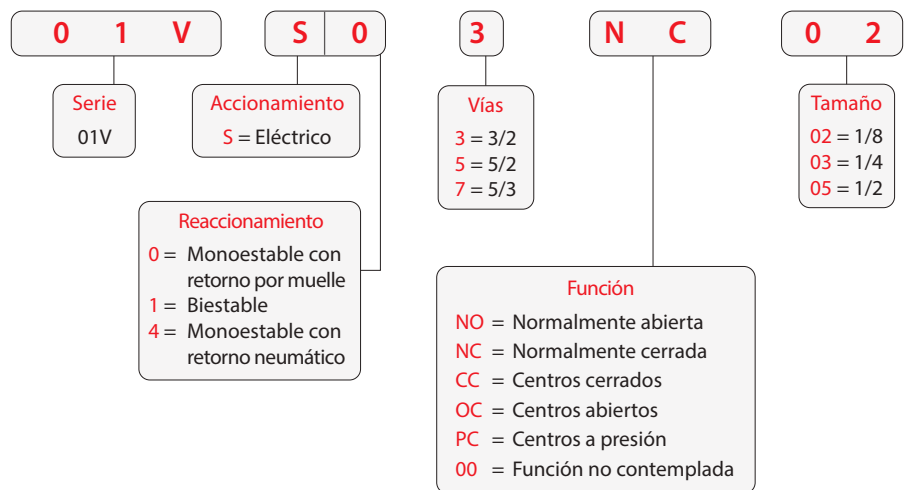 0 1 V S 0 3 N C 0 2
Serie
01V
Accionamiento
S = Eléctrico
Vías
3 = 3/2
5 = 5/2
7 = 5/3
Tamaño
02 = 1/8
03 = 1/4
05 = 1/2
Reaccionamiento
0 = Monoestable con
retorno por muelle
1 = Biestable
4 = Monoestable con
retorno neumático
Función
NO = Normalmente abierta
NC = Normalmente cerrada
CC = Centros cerrados
OC = Centros abiertos
PC = Centros a presión
00 = Función no contemplada